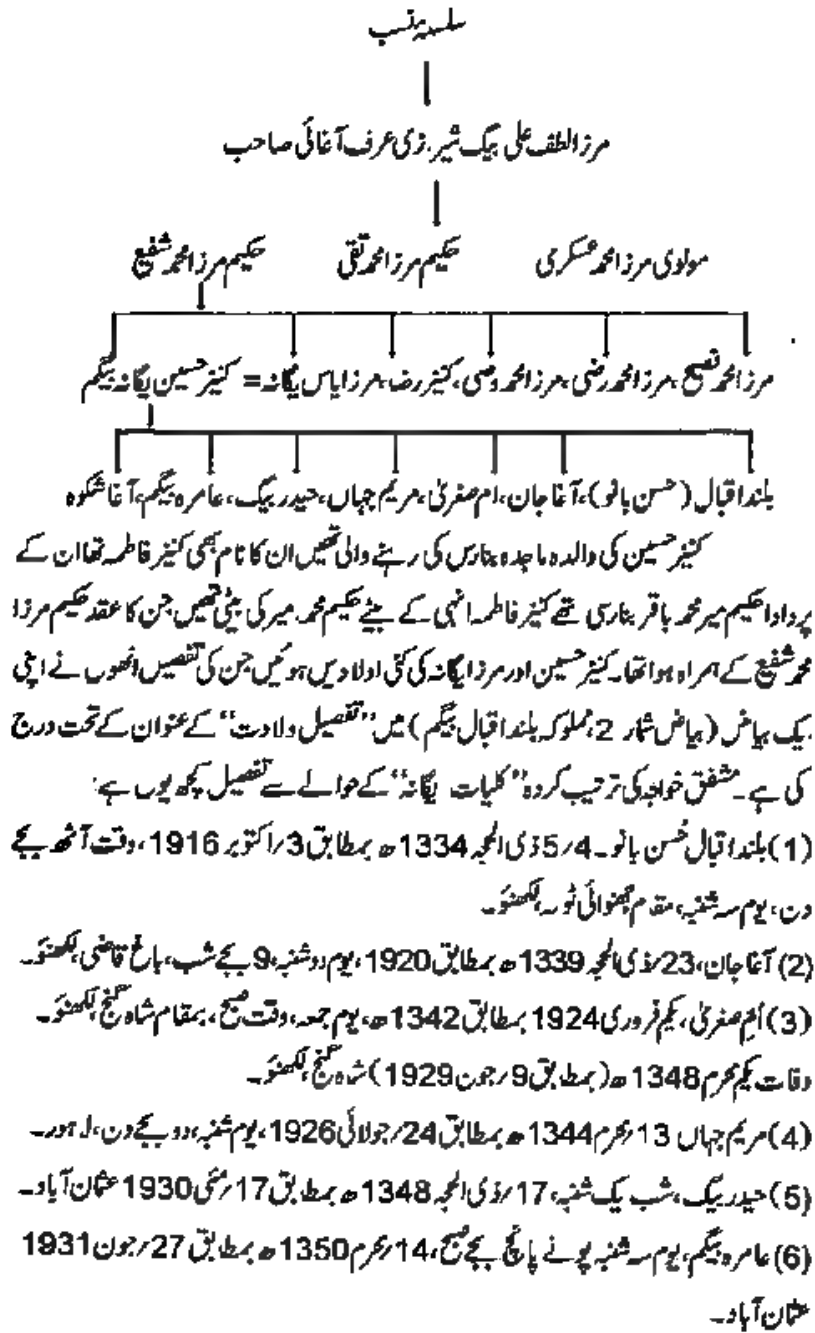 سلسلہ نسب
مرزا لطف علی بیگ شیرازی عرف آغائی صاحب
مولوی مرزا محمد عسکری حکیم مرزا محمد تقی حکیم مرزا محمد شفیع
مرزا محمد فصیح، مرزا محمد رضی، مرزا محمد وصی، کنیز رضا، مرزا یاس یگانہ = کنیز حسین یگانہ بیگم
بلند اقبال (حسن بانو)، آغا جان، ام صغریٰ، مریم جہاں، حیدر بیگ، عامرہ بیگم، آغا شکوہ
کنیز حسین کی والدہ ماجدہ بنارس کی رہنے والی تھیں ان کا نام بھی کنیز فاطمہ تھا ان کے
پردادا حکیم میر محمد باقر بنارسی تھے کنیز فاطمہ انہی کے بیٹے حکیم محمد میر کی بیٹی تھیں جن کا عقد حکیم مرزا
محمد شفیع کے ہمراہ ہوا تھا۔ کنیز حسین اور مرزا یگانہ کی کئی اولادیں ہوئیں جن کی تفصیل انھوں نے اپنی
یک بیاض (بیاض شمار 2، مملوکہ بلند اقبال بیگم) میں ''تفصیل ولادت'' کے عنوان کے تحت درج
کی ہے۔ مشفق خواجہ کی ترتیب کردہ ''کلیات یگانہ'' کے حوالے سے تفصیل کچھ یوں ہے:
(1) بلند اقبال حُسن بانو۔ 5/4 ذی الحجہ 1334ھ بمطابق 3/اکتوبر 1916، وقت آٹھ بجے
دن، یوم سہ شنبہ، مقام جھنوائی ٹولہ، لکھنؤ۔
(2) آغا جان، 23/ذی الحجہ 1339ھ بمطابق 1920، یوم دوشنبہ، 9 بجے شب، باغ قاضی، لکھنؤ۔
(3) اُم صغریٰ، یکم فروری 1924 بمطابق 1342ھ، یوم جمعہ، وقت صبح، بمقام شاہ گنج، لکھنؤ۔
وفات یکم محرم 1348ھ (بمطابق 9/جون 1929) شاہ گنج، لکھنؤ۔
(4) مریم جہاں 13/محرم 1344ھ بمطابق 24/جولائی 1926، یوم شنبہ، دو بجے دن، لاہور۔
(5) حیدر بیگ، شب یک شنبہ، 17/ذی الحجہ 1348ھ بمطابق 17/مئی 1930 عثمان آباد۔
(6) عامرہ بیگم، یوم سہ شنبہ پونے پانچ بجے صبح، 14/محرم 1350ھ بمطابق 27/جون 1931
عثمان آباد۔